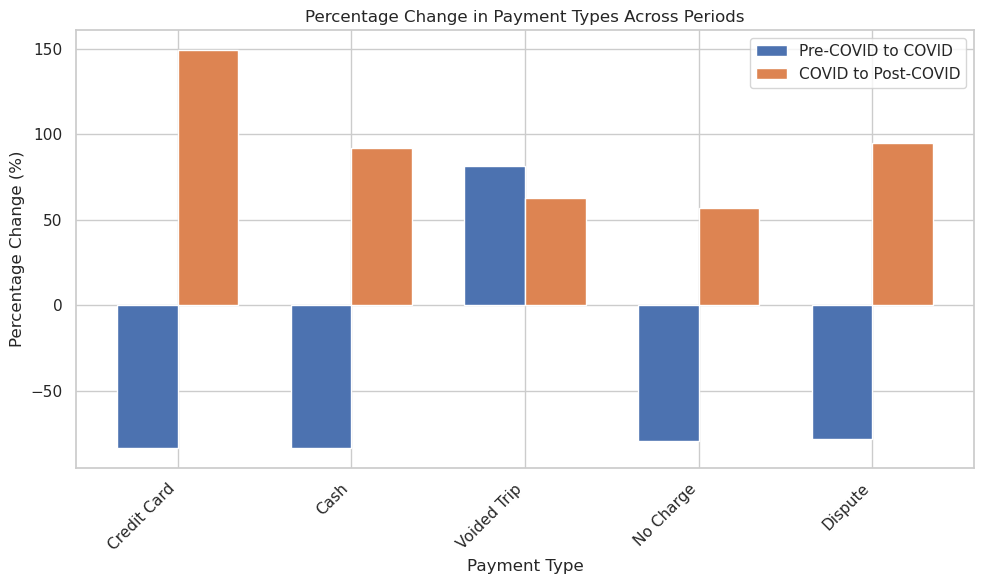 Percentage Change in Payment Types Across Periods
Pre-COVID to COVID
COVID to Post-COVID
Percentage Change (%)
150
100
50
0
−50
Credit Card
Cash
Voided Trip
No Charge
Dispute
Payment Type